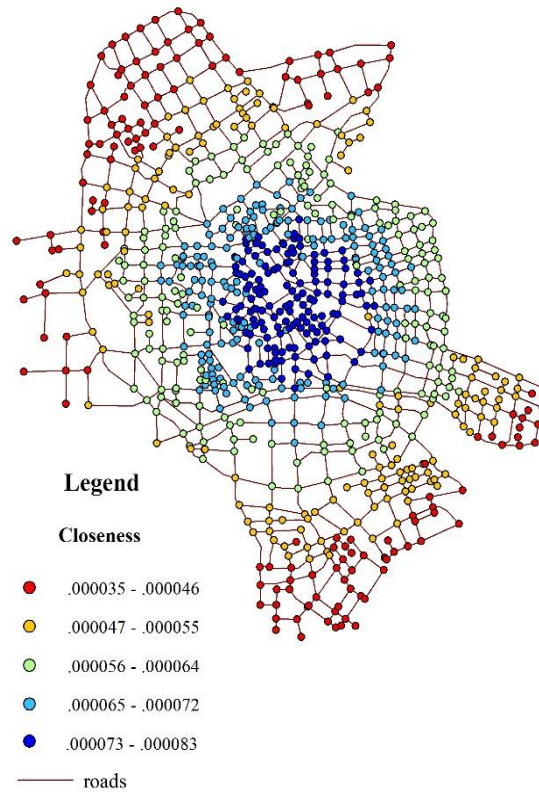 Legend
Closeness
.000035 - .000046
.000047 - .000055
.000056 - .000064
.000065 - .000072
.000073 - .000083
roads